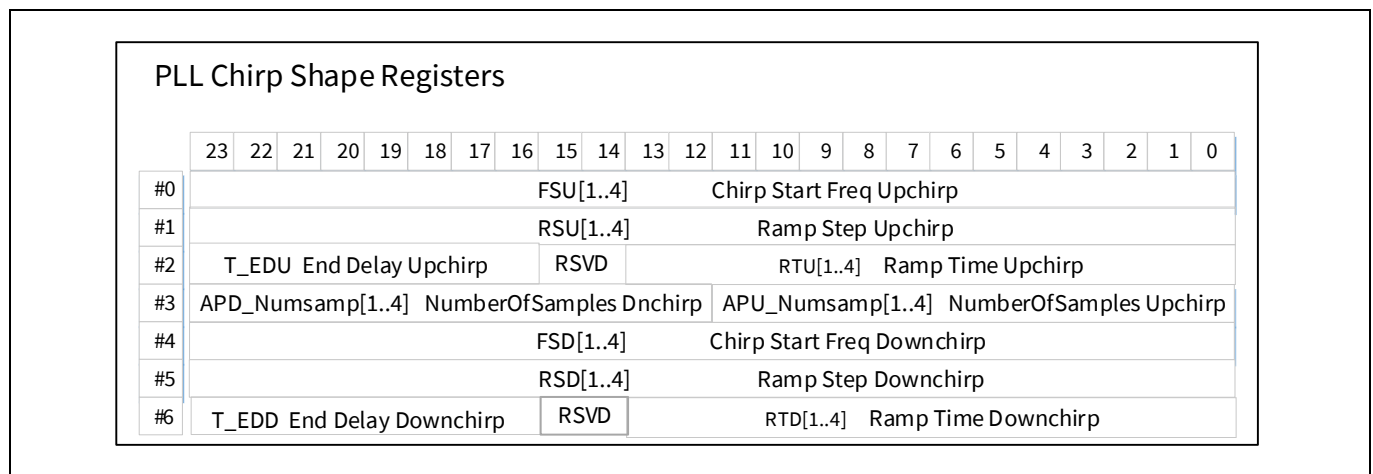 PLL Chirp Shape Registers
23 22 21 20 19 18 17 16 15 14 13 12 11 10 9 8 7 6 5 4 3 2 1 0
#0 FSU[1..4] Chirp Start Freq Upchirp
#1 RSU[1..4] Ramp Step Upchirp
#2 T_EDU End Delay Upchirp RSVD RTU[1..4] Ramp Time Upchirp
#3 APD_Numsamp[1..4] NumberOfSamples Dnchirp APU_Numsamp[1..4] NumberOfSamples Upchirp
#4 FSD[1..4] Chirp Start Freq Downchirp
#5 RSD[1..4] Ramp Step Downchirp
#6 T_EDD End Delay Downchirp RSVD RTD[1..4] Ramp Time Downchirp